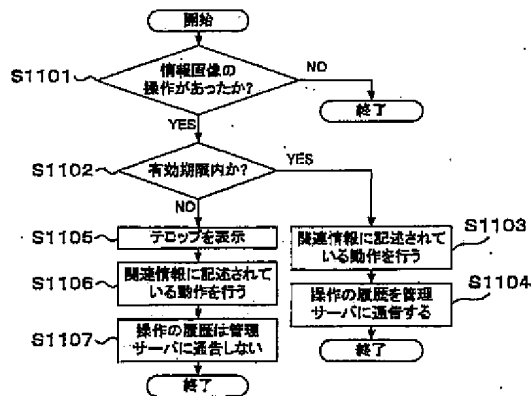 開始
S1101
情報画像の
操作があったか?
NO
終了
YES
S1102
有効期限内か?
YES
NO
S1105
テロップを表示
S1106
関連情報に記述されて
いる動作を行う
S1107
操作の履歴は管理
サーバに通告しない
終了
関連情報に記述されて
いる動作を行う
S1103
操作の履歴を管理
サーバに通信する
S1104
終了